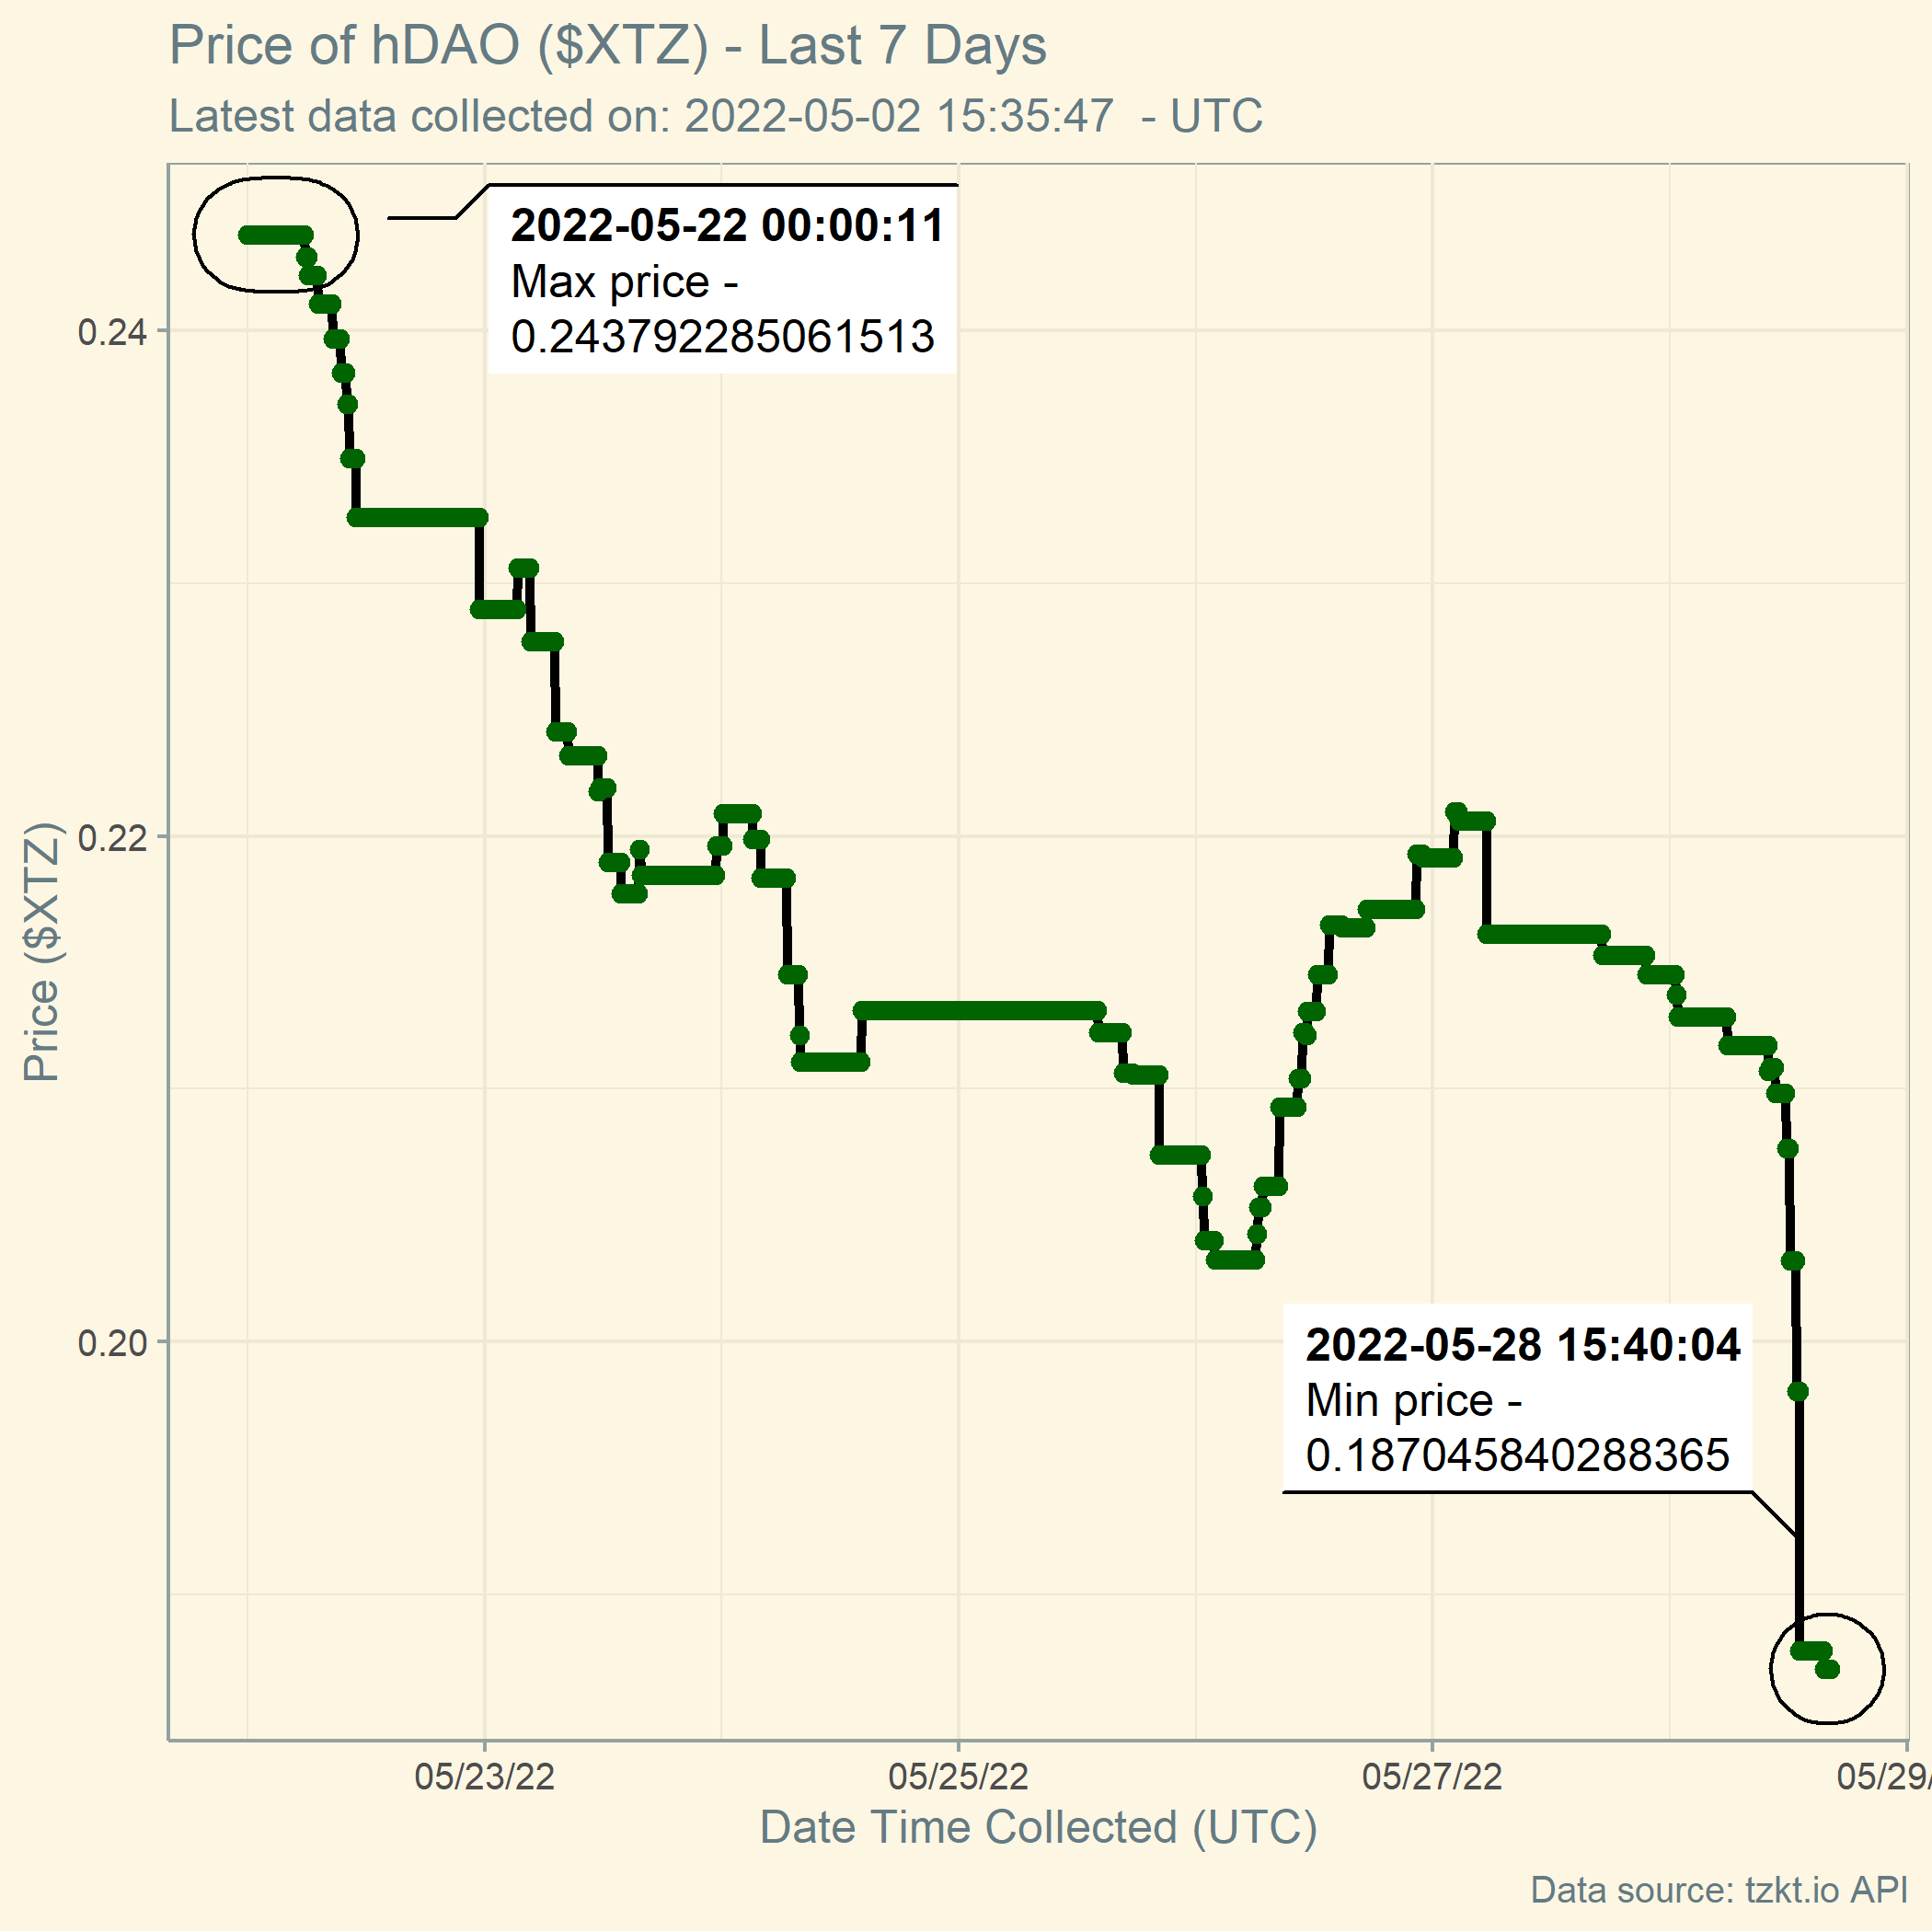 Price of hDAO ($XTZ) - Last 7 Days
Latest data collected on: 2022-05-02 15:35:47 - UTC
2022-05-22 00:00:11
Max price -
0.243792285061513
0.24
0.22
0.20
Price ($XTZ)
2022-05-28 15:40:04
Min price -
0.187045840288365
05/23/22
05/25/22
05/27/22
05/29/
Date Time Collected (UTC)
Data source: tzkt.io API